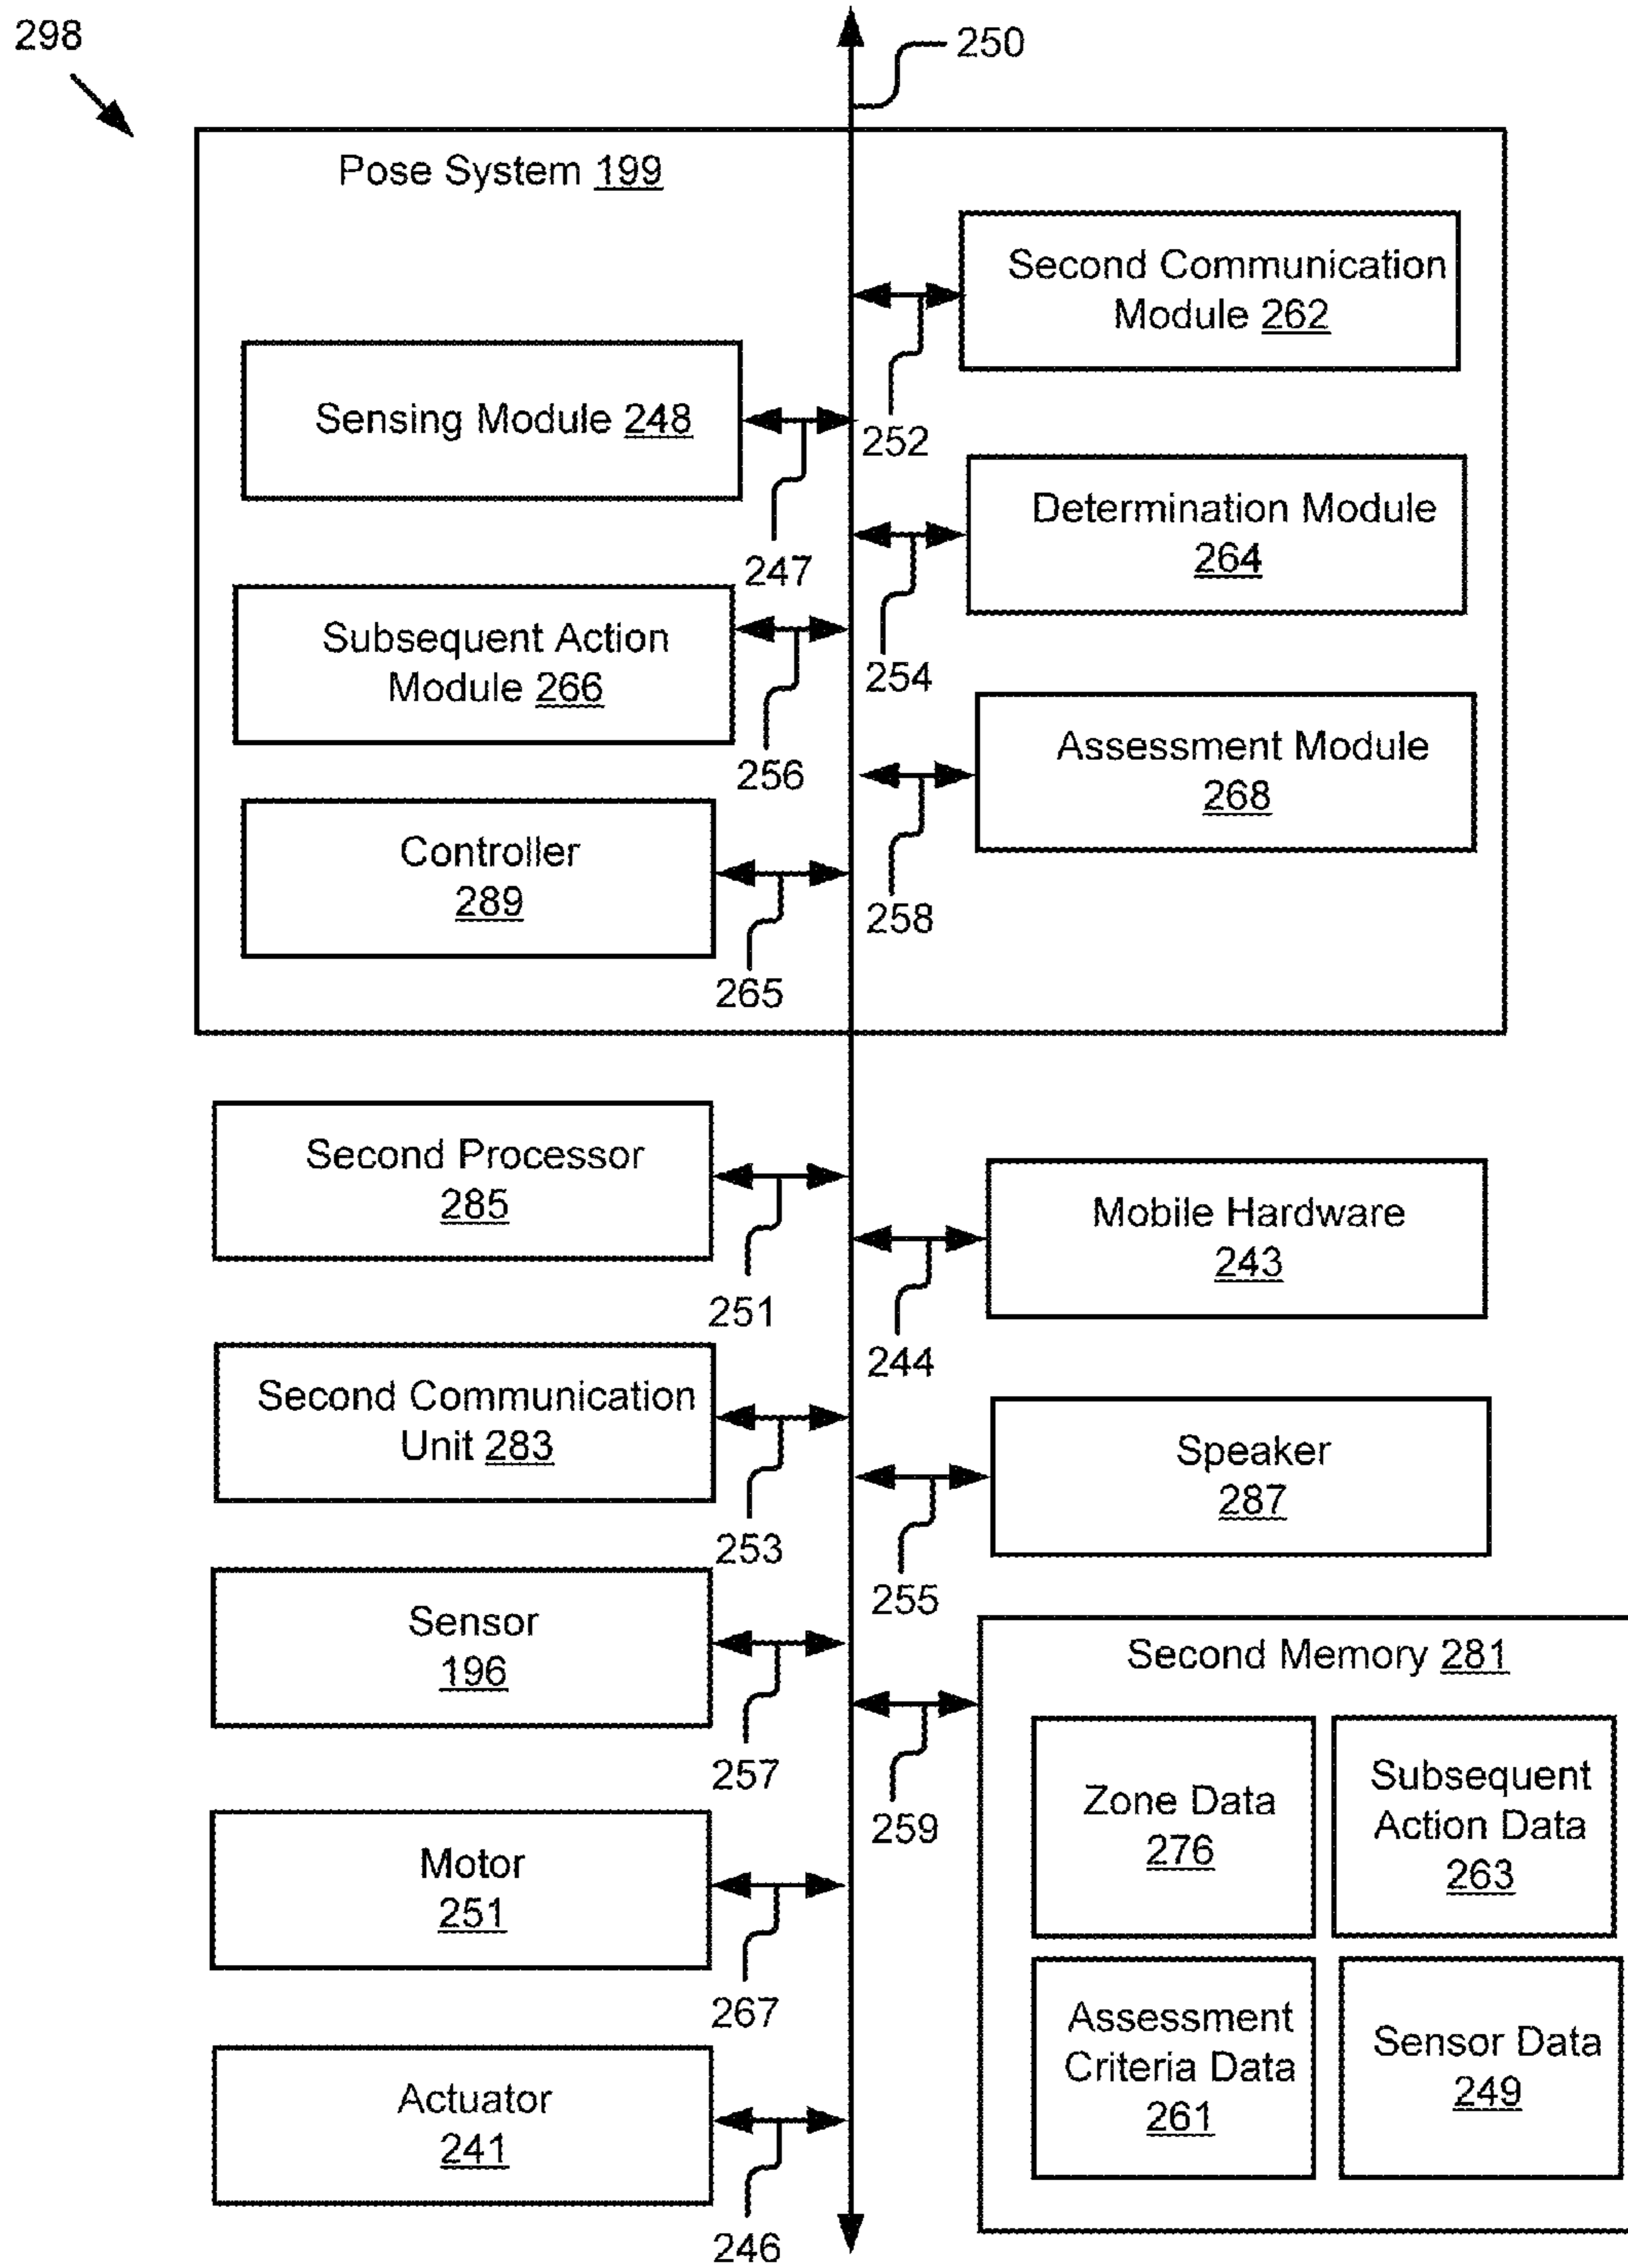 298
250
Pose System 199
Second Communication
Module 262
252
Sensing Module 248
247
Determination Module
264
254
Subsequent Action
Module 266
256
Assessment Module
268
258
Controller
289
265
Second Processor
285
251
Mobile Hardware
243
244
Second Communication
Unit 283
253
Speaker
287
255
Sensor
196
257
Second Memory 281
259
Zone Data
276
Subsequent
Action Data
263
Assessment
Criteria Data
261
Sensor Data
249
Motor
251
267
Actuator
241
246